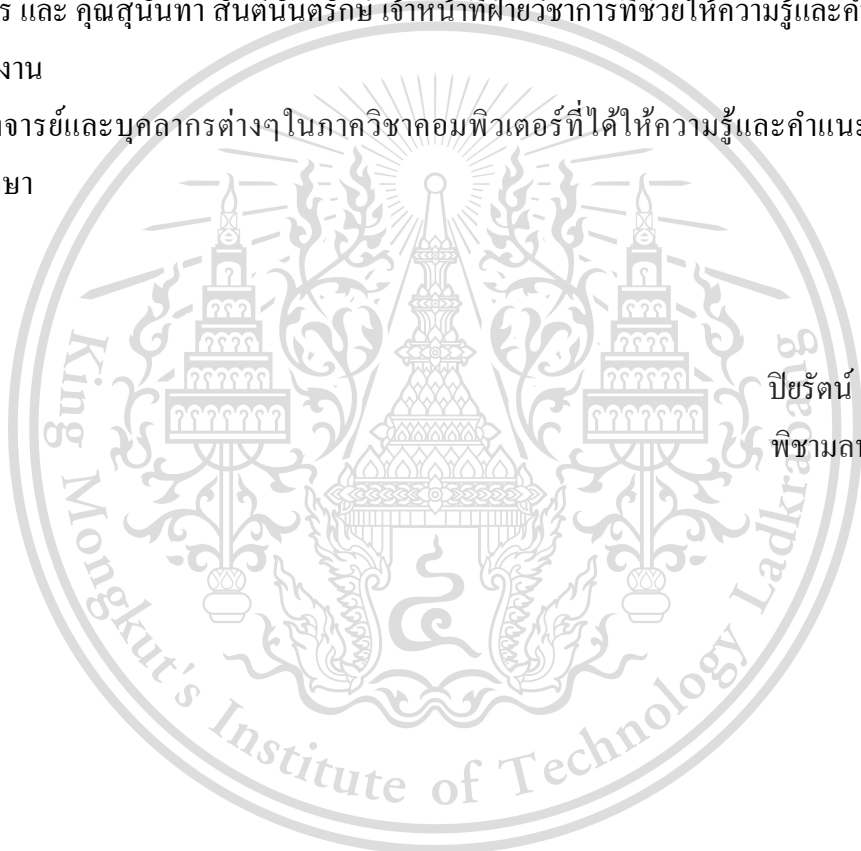 ร และ คุณสุนันทา สันต์นันตรักษ์ เจ้าหน้าที่ฝ่ายวิชาการที่ช่วยให้ความรู้และคำ
งาน
จารย์และบุคลากรต่างๆในภาควิชาคอมพิวเตอร์ที่ได้ให้ความรู้และคำแนะ
ษา
ปิยรัตน์
พิชามล
King Mongkut's Institute of Technology Ladkrabang